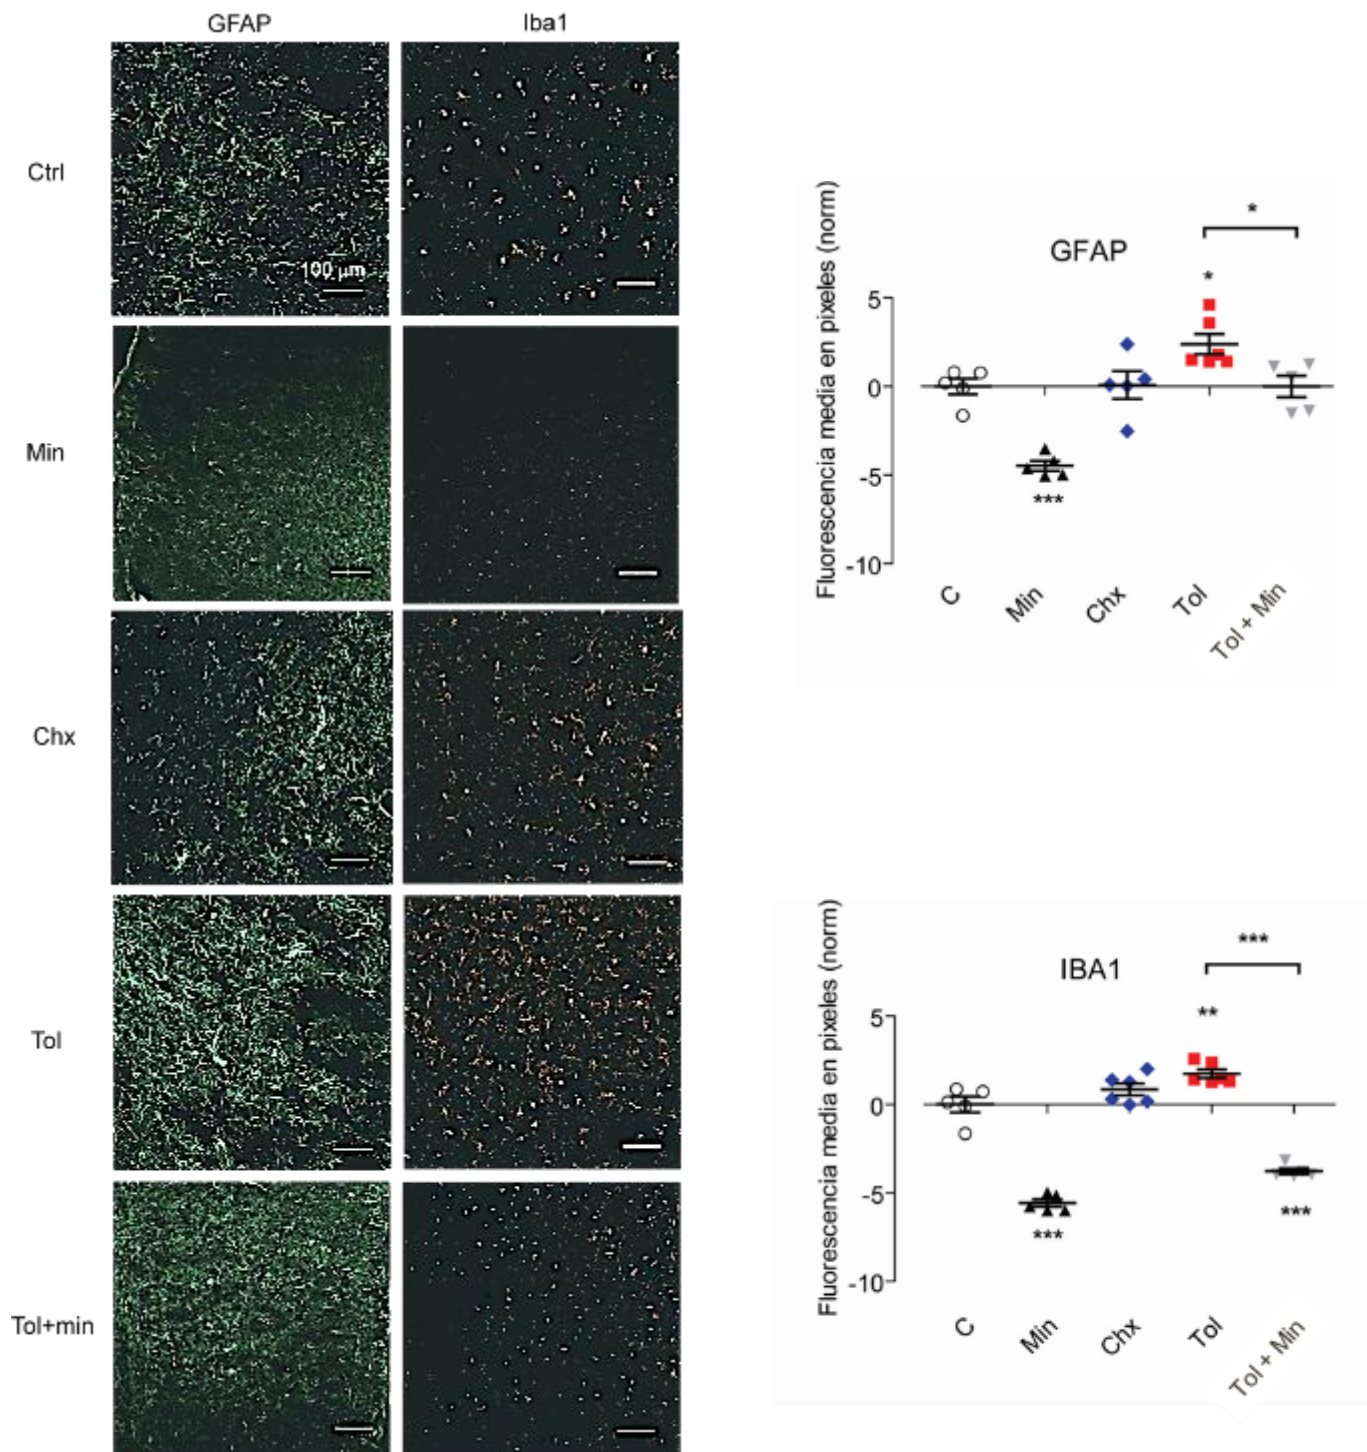 GFAP Iba1
Ctrl
100 µm
Min
Chx
Tol
Tol+min
Fluorescencia media en pixeles (norm)
GFAP
*
*
5
0
-5
-10
***
C Min Chx Tol Tol + Min
Fluorescencia media en pixeles (norm)
IBA1
***
**
5
0
-5
-10
***
***
C Min Chx Tol Tol + Min